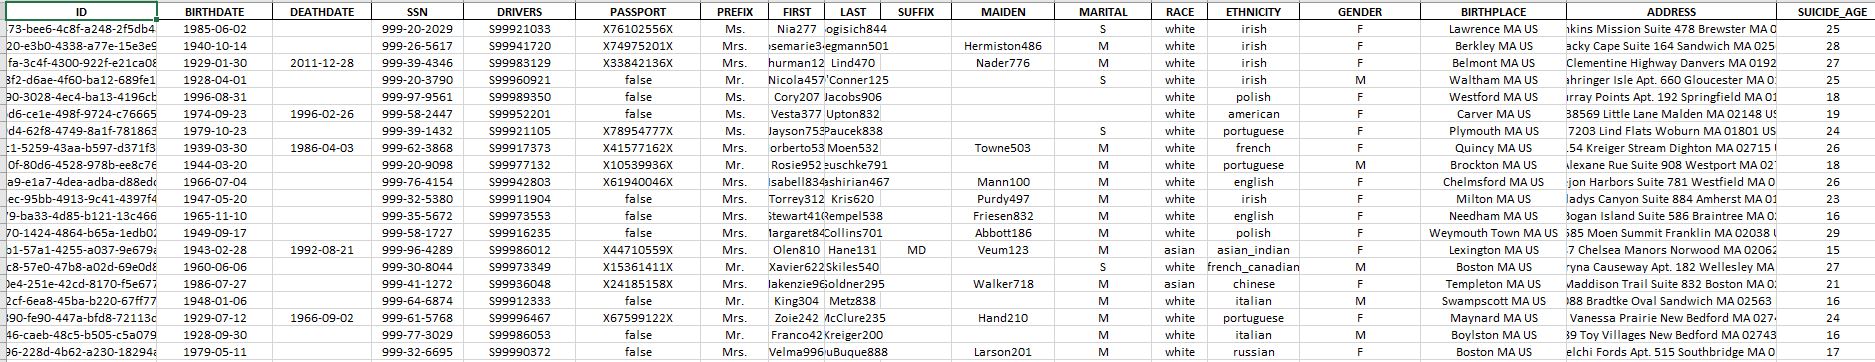 ID BIRTHDATE DEATHDATE SSN DRIVERS PASSPORT PREFIX FIRST LAST SUFFIX MAIDEN MARITAL RACE ETHNICITY GENDER BIRTHPLACE ADDRESS SUICIDE_AGE
73-bee6-4c8f-a248-2f5db4 1985-06-02 999-20-2029 S99921033 X76102556X Ms. Nia277 ogisich844 S white irish F Lawrence MA US nkins Mission Suite 478 Brewster MA 0 25
20-e3b0-4338-a77e-15e3e9 1940-10-14 999-26-5617 S99941720 X74975201X Mrs. osemarie3 egmann501 Hermiston486 M white irish F Berkley MA US acky Cape Suite 164 Sandwich MA 025 28
fa-3c4f-4300-922f-e21ca08 1929-01-30 2011-12-28 999-39-4346 S99983129 X33842136X Mrs. hurman12 Lind470 Nader776 M white irish F Belmont MA US Clementine Highway Danvers MA 0192 27
8f2-d6ae-4f60-ba12-689fe1 1928-04-01 999-20-3790 S99960921 false Mr. Nicola457 'Conner125 S white irish M Waltham MA US ahringer Isle Apt. 660 Gloucester MA 0 25
90-3028-4ec4-ba13-4196cb 1996-08-31 999-97-9561 S99989350 false Ms. Cory207 Jacobs906 white polish F Westford MA US urray Points Apt. 192 Springfield MA 01 18
d6-ce1e-498f-9724-c76665 1974-09-23 1996-02-26 999-58-2447 S99952201 false Ms. Vesta377 Upton832 white american F Carver MA US 38569 Little Lane Malden MA 02148 US 19
9d4-62f8-4749-8a1f-781863 1979-10-23 999-39-1432 S99921105 X78954777X Ms. Jayson753 Paucek838 S white portuguese F Plymouth MA US 7203 Lind Flats Woburn MA 01801 US 24
c1-5259-43aa-b597-d371f3 1939-03-30 1986-04-03 999-62-3868 S99917373 X41577162X Mrs. orberto53 Moen532 Towne503 M white french F Quincy MA US 54 Kreiger Stream Dighton MA 02715 26
0f-80d6-4528-978b-ee8c76 1944-03-20 999-20-9098 S99977132 X10539936X Mr. Rosie952 euschke791 M white portuguese M Brockton MA US Alexane Rue Suite 908 Westport MA 02 18
a9-e1a7-4dea-adba-d88ed 1966-07-04 999-76-4154 S99942803 X61940046X Mrs. Isabell834 ashirian467 Mann100 M white english F Chelmsford MA US jon Harbors Suite 781 Westfield MA 0 26
ec-95bb-4913-9c41-4397f4 1947-05-20 999-32-5380 S99911904 false Mrs. Torrey312 Kris620 Purdy497 M white irish F Milton MA US ladys Canyon Suite 884 Amherst MA 01 23
9-ba33-4d85-b121-13c466 1965-11-10 999-35-5672 S99973553 false Mrs. Stewart41 Rempel538 Friesen832 M white english F Needham MA US Bogan Island Suite 586 Braintree MA 0 16
70-1424-4864-b65a-1edb0 1949-09-17 999-58-1727 S99916235 false Mrs. Margaret84 Collins701 Abbott186 M white polish F Weymouth Town MA US 585 Moen Summit Franklin MA 02038 29
b1-57a1-4255-a037-9e679 1943-02-28 1992-08-21 999-96-4289 S99986012 X44710559X Mrs. Olen810 Hane131 MD Veum123 M asian asian_indian F Lexington MA US 7 Chelsea Manors Norwood MA 02062 15
c8-57e0-47b8-a02d-69e0d8 1960-06-06 999-30-8044 S99973349 X15361411X Mr. Xavier622 Skiles540 S white french_canadian M Boston MA US ryna Causeway Apt. 182 Wellesley MA 27
0e4-251e-42cd-8170-f5e677 1986-07-27 999-41-1272 S99936048 X24185158X Mrs. akenzie96 oldner295 Walker718 M asian chinese F Templeton MA US Maddison Trail Suite 832 Boston MA 0 21
2cf-6ea8-45ba-b220-67ff77 1948-01-06 999-64-6874 S99912333 false Mr. King304 Metz838 M white italian M Swampscott MA US 088 Bradtke Oval Sandwich MA 02563 16
390-fe90-447a-bfd8-72113 1929-07-12 1966-09-02 999-61-5768 S99996467 X67599122X Mrs. Zoie242 McClure235 Hand210 M white portuguese F Maynard MA US Vanessa Prairie New Bedford MA 0274 24
46-caeb-48c5-b505-c5a079 1928-09-30 999-77-3029 S99986053 false Mr. Franco42 Kreiger200 M white italian M Boylston MA US 39 Toy Villages New Bedford MA 02743 16
96-228d-4b62-a230-18294 1979-05-11 999-32-6695 S99990372 false Mrs. Velma996 uBuque888 Larson201 M white russian F Boston MA US elchi Fords Apt. 515 Southbridge MA 0 17